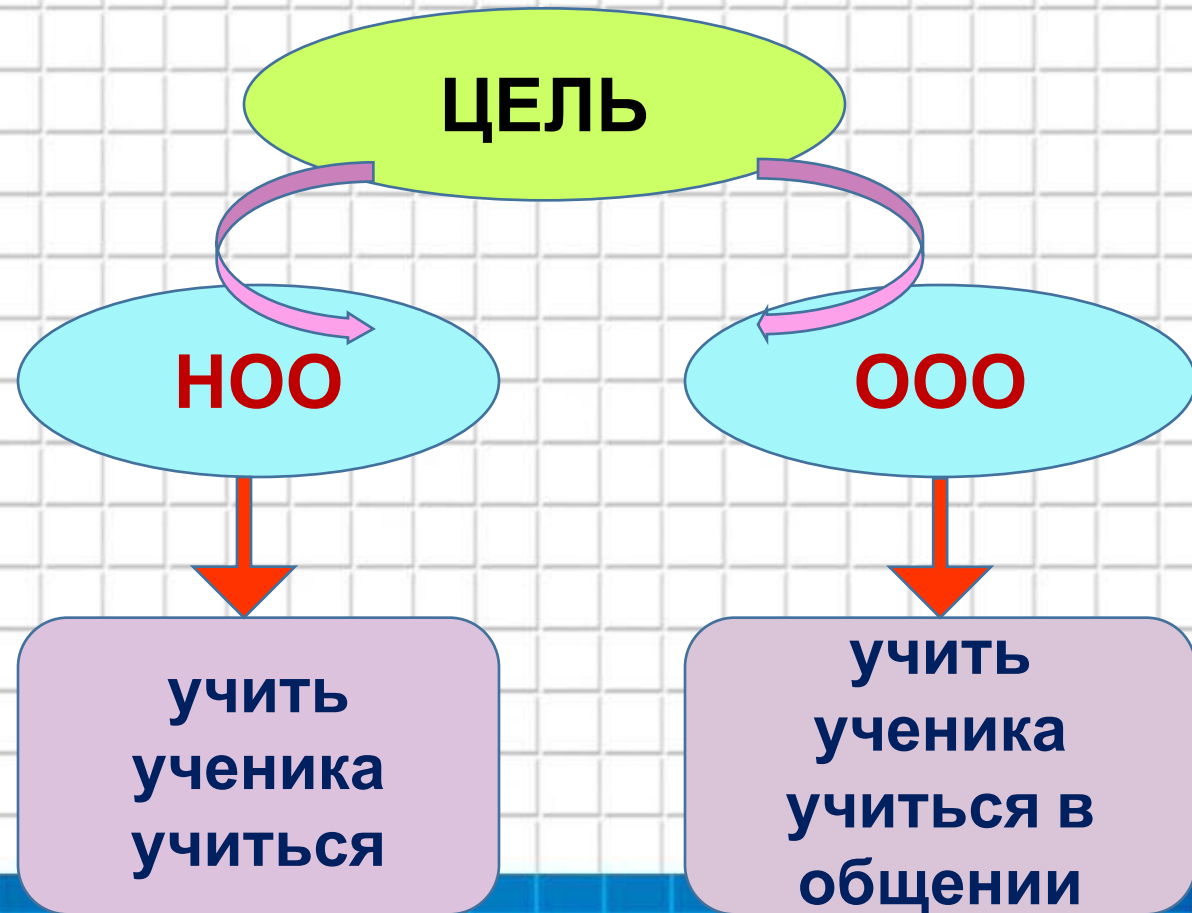 ЦЕЛЬ
НОО
ООО
учить
ученика
учиться
учить
ученика
учиться в
общении